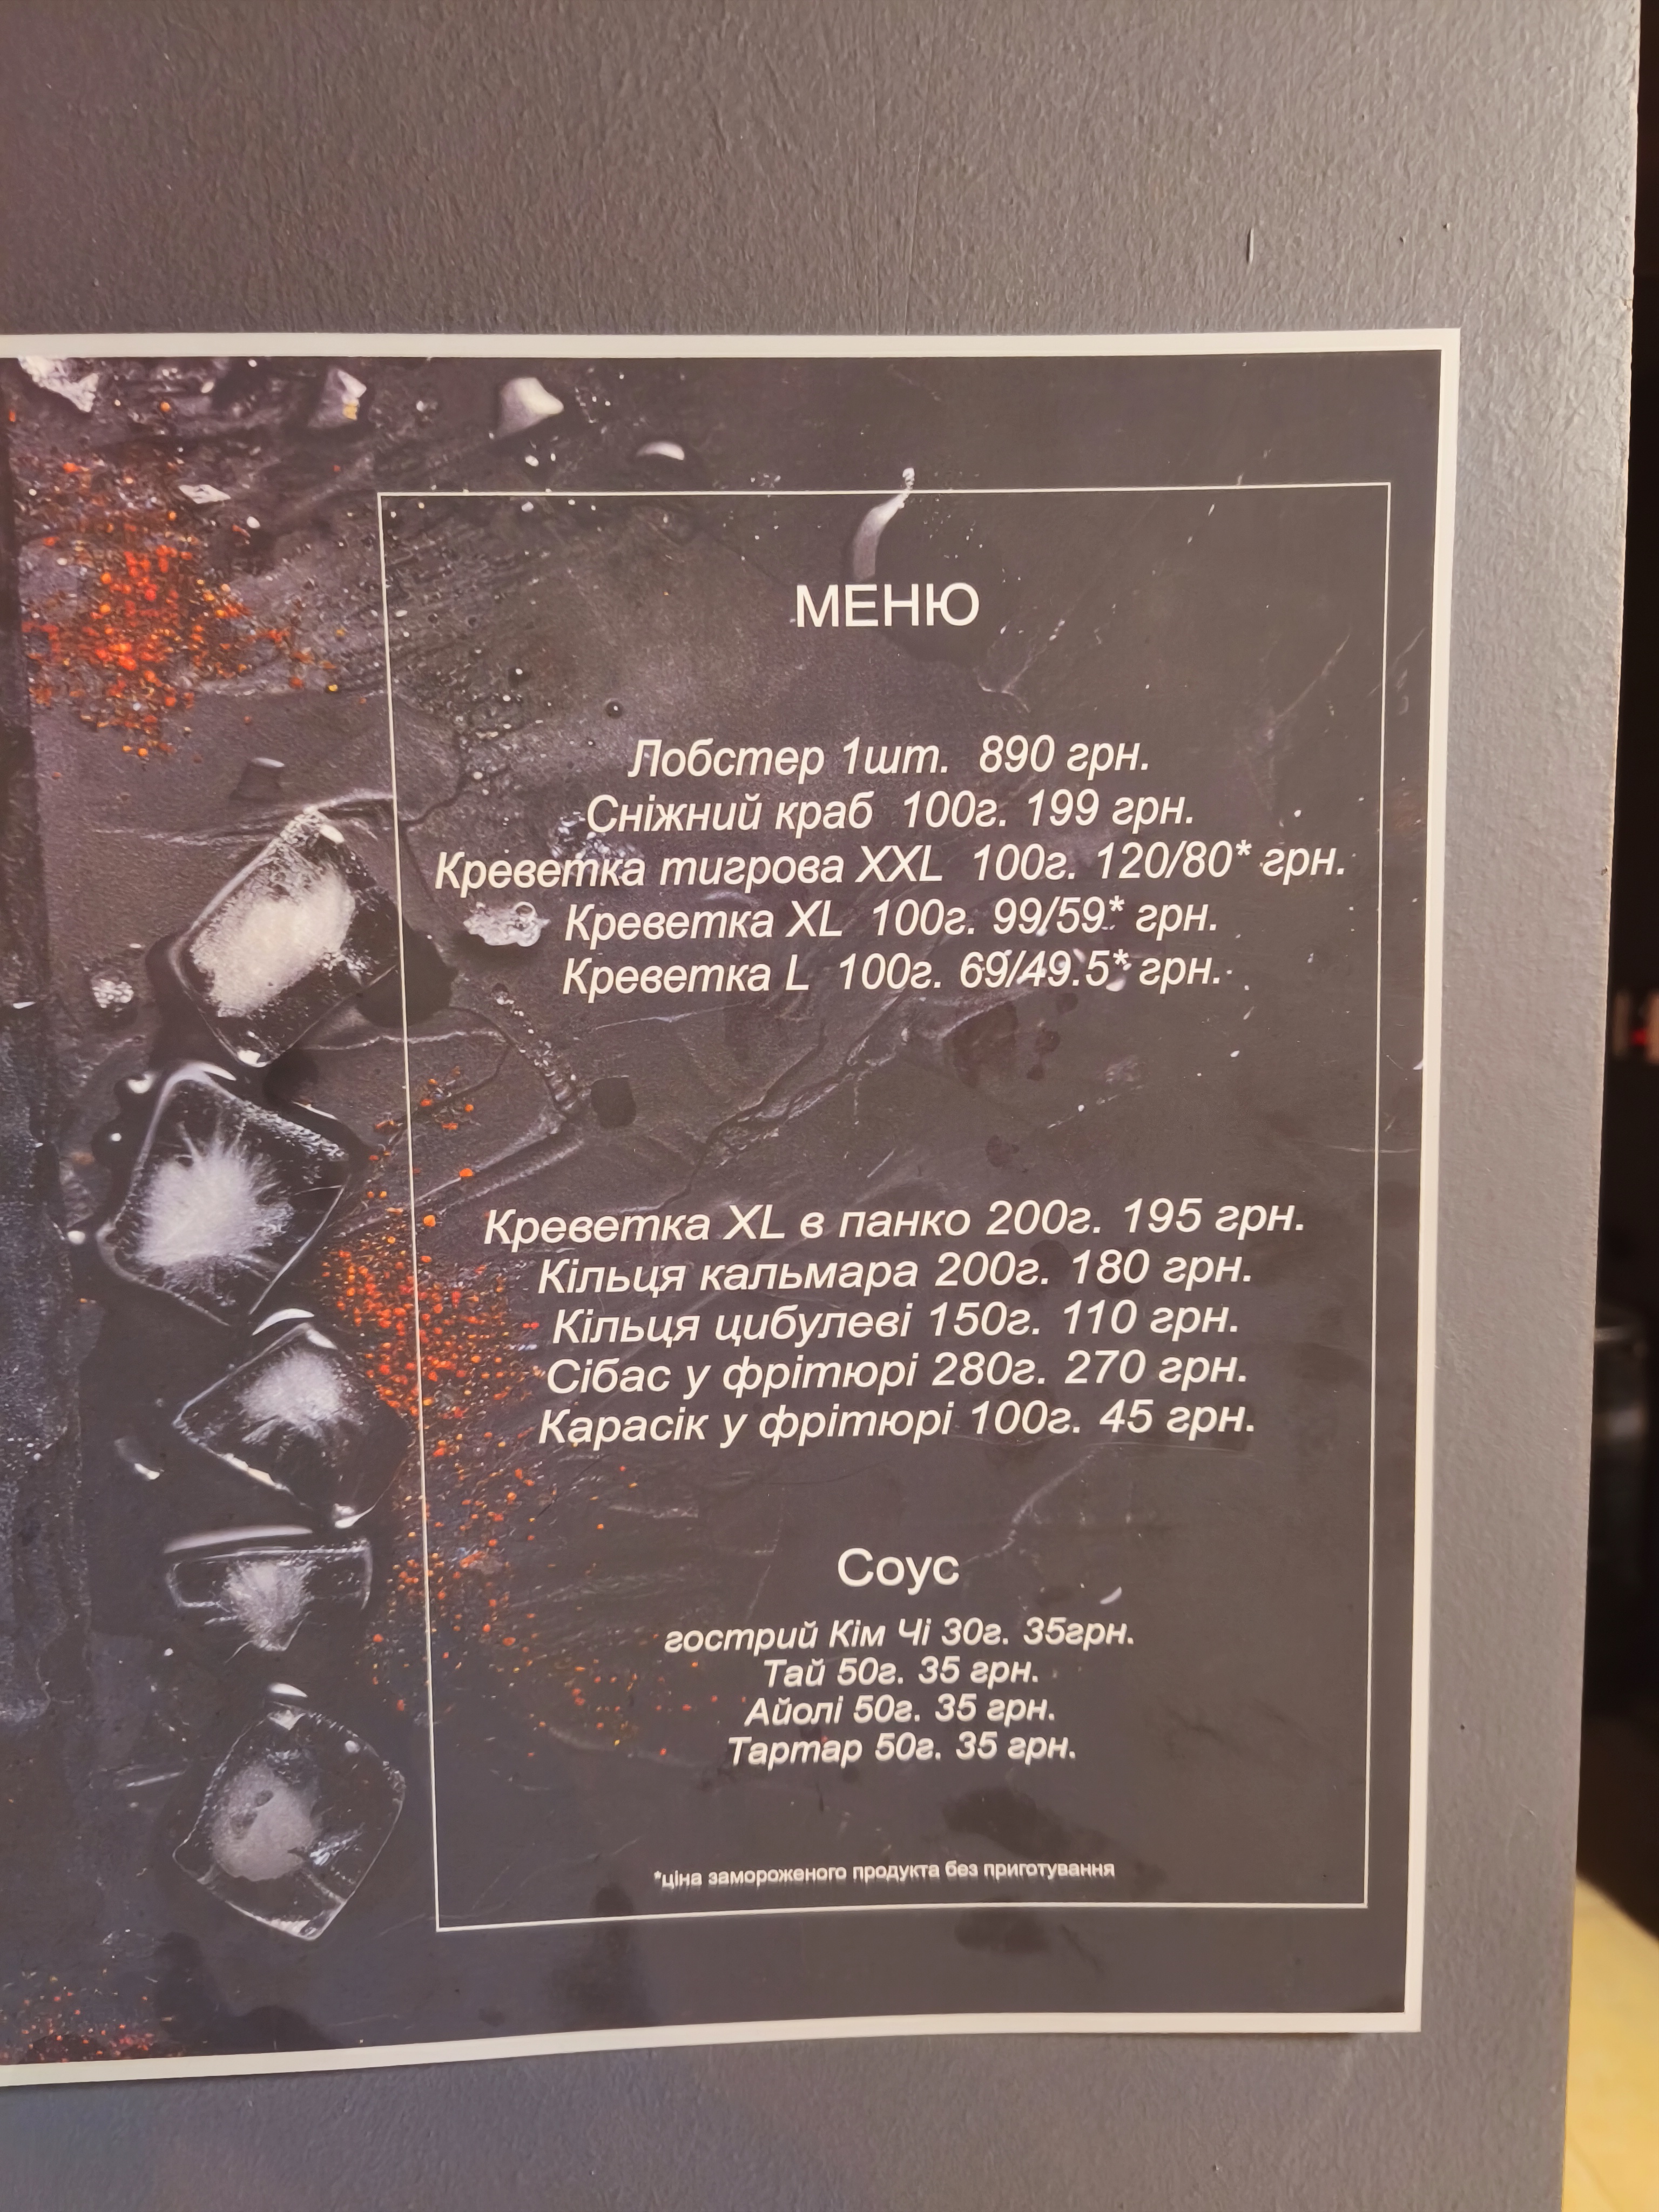 МЕНЮ
Лобстер 1шт. 890 грн.
Сніжний краб 100г. 199 грн.
Креветка тигрова XXL 100г. 120/80* грн.
Креветка XL 100г. 99/59* грн.
Креветка L 100г. 69/49.5* грн.
Креветка XL в панко 200г. 195 грн.
Кільця кальмара 200г. 180 грн.
Кільця цибулеві 150г. 110 грн.
Сібас у фрітюрі 280г. 270 грн.
Карасік у фрітюрі 100г. 45 грн.
Соус
гострий Кім Чі 30г. 35грн.
Тай 50г. 35 грн.
Айолі 50г. 35 грн.
Тартар 50г. 35 грн.
*ціна замороженого продукта без приготування